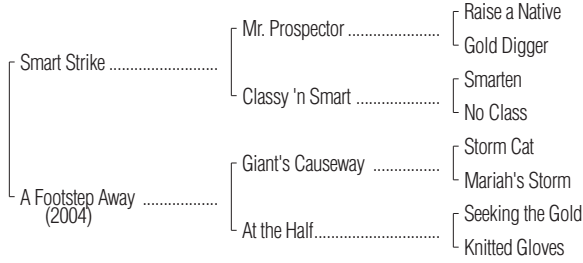 Raise a Native
Mr. Prospector ......................
Gold Digger
Smart Strike ..........................
Smarten
Classy 'n Smart ....................
No Class
Storm Cat
Giant's Causeway ................
Mariah's Storm
A Footstep Away ..................
(2004)
Seeking the Gold
At the Half..............................
Knitted Gloves